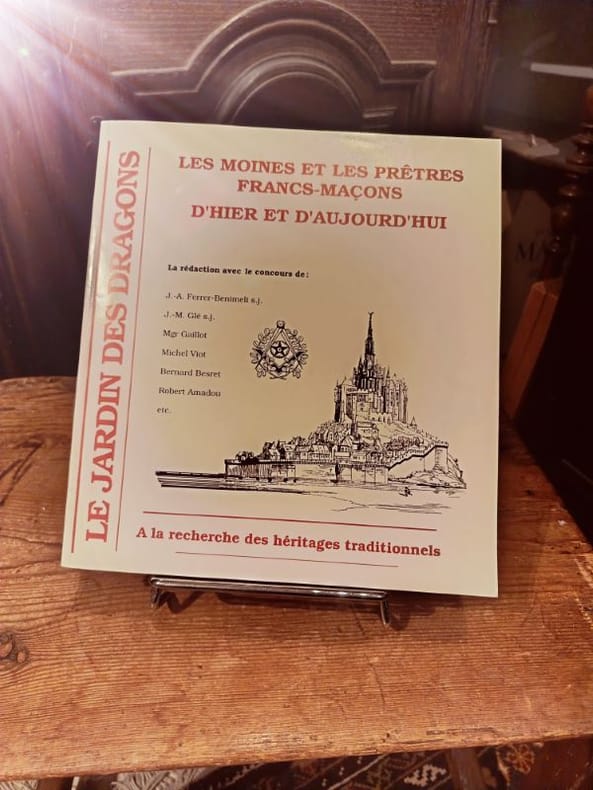 LE JARDIN DES DRAGONS
LES MOINES ET LES PRÊTRES
FRANCS-MAÇONS
D'HIER ET D'AUJOURD'HUI
La rédaction avec le concours de :
J.-A. Ferrer-Benimeli s.j.
J.-M. Glé s.j.
Mgr Gaillot
Michel Viot
Bernard Besret
Robert Amadou
etc.
A la recherche des héritages traditionnels